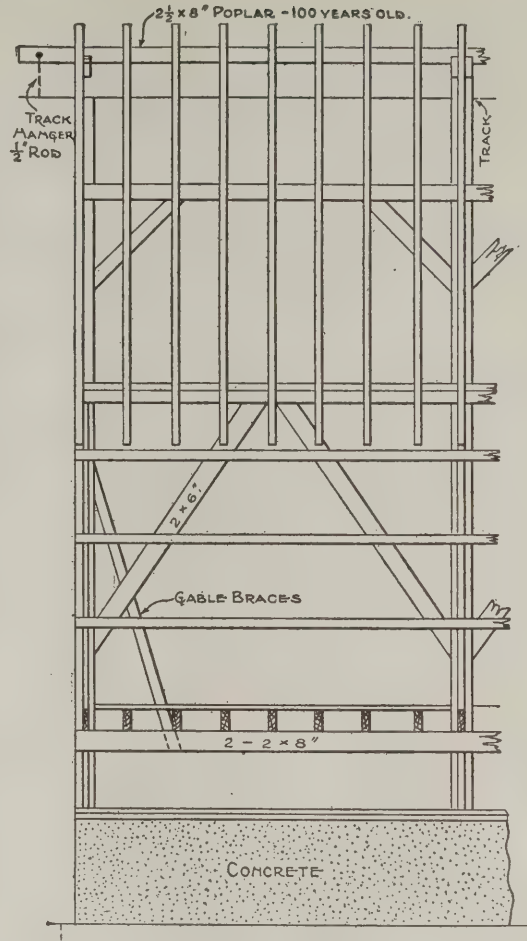 2½ x 8" POPLAR - 100 YEARS OLD.
TRACK
HANGER
½" ROD
TRACK
2 x 6."
GABLE BRACES
2 - 2 x 8"
CONCRETE